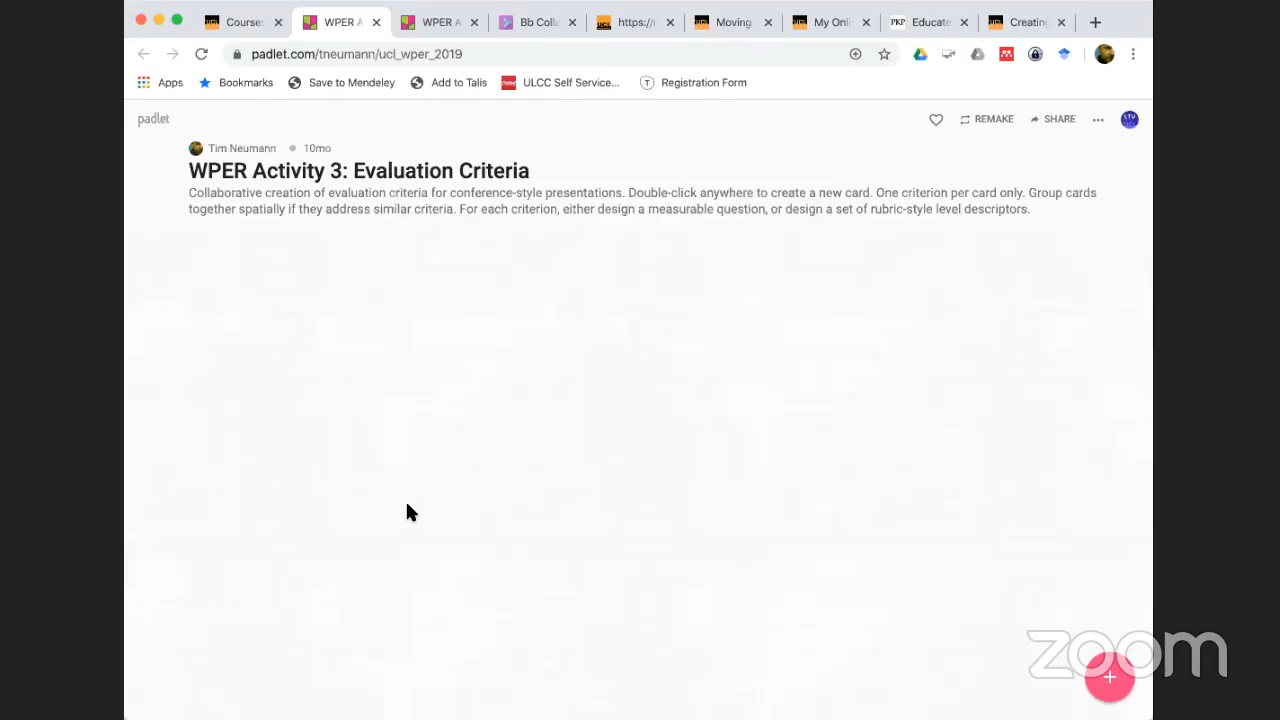 Course:
WPER A
WPER A
Bb Colla
https://
Moving
My Onli
PKP
Educate
Creating
padlet.com/tneumann/ucl_wper_2019
Apps
Bookmarks
Save to Mendeley
Add to Talis
ULCC Self Service...
Registration Form
padlet
REMAKE
SHARE
LTU
Tim Neumann
10mo
WPER Activity 3: Evaluation Criteria
Collaborative creation of evaluation criteria for conference-style presentations. Double-click anywhere to create a new card. One criterion per card only. Group cards
together spatially if they address similar criteria. For each criterion, either design a measurable question, or design a set of rubric-style level descriptors.
zoom